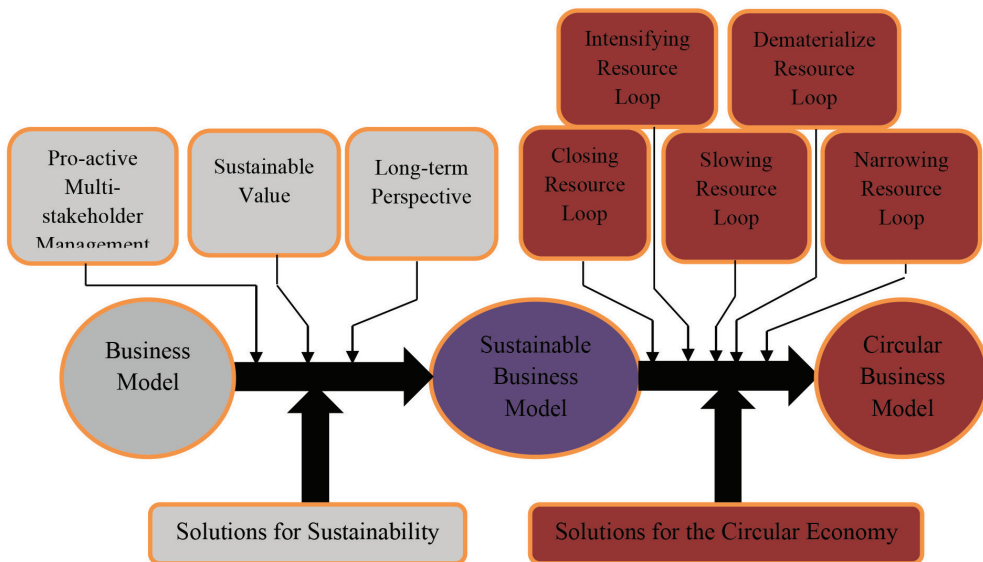 Intensifying
Resource
Loop
Dematerialize
Resource
Loop
Pro-active
Multi-
stakeholder
Management
Sustainable
Value
Long-term
Perspective
Closing
Resource
Loop
Slowing
Resource
Loop
Narrowing
Resource
Loop
Business
Model
Sustainable
Business
Model
Circular
Business
Model
Solutions for Sustainability
Solutions for the Circular Economy